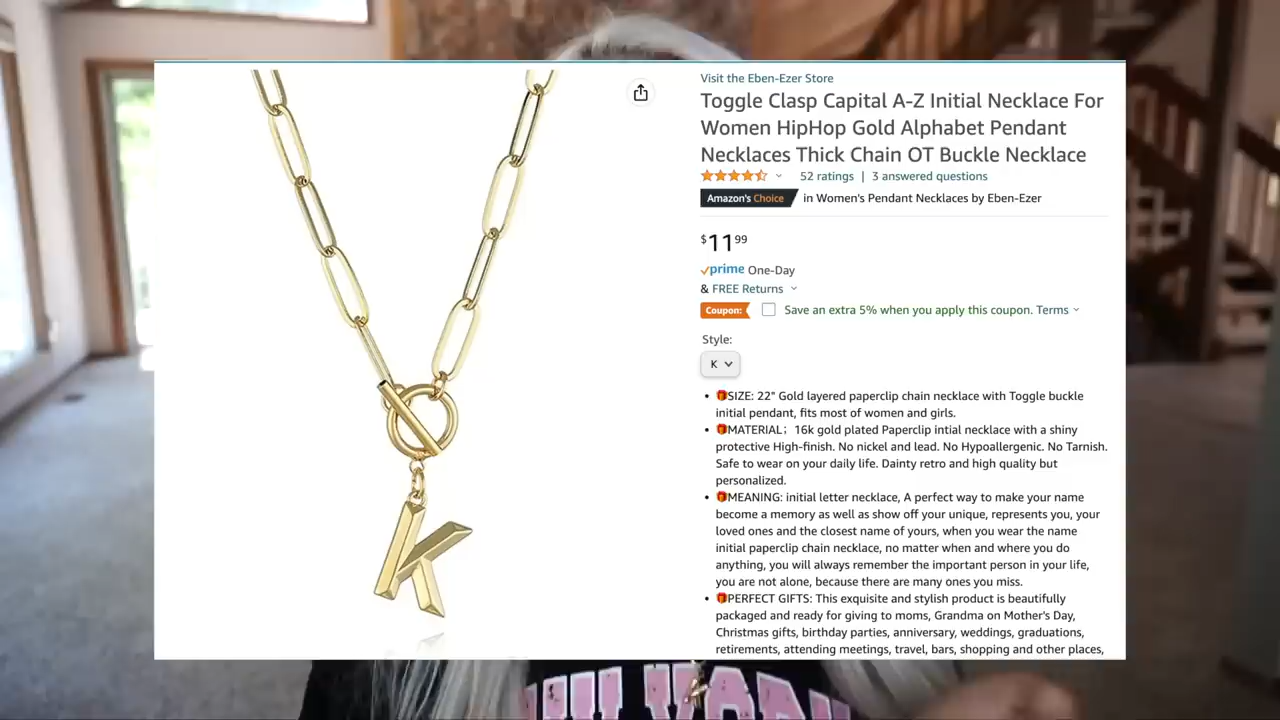 Visit the Eben-Ezer Store
Toggle Clasp Capital A-Z Initial Necklace For
Women HipHop Gold Alphabet Pendant
Necklaces Thick Chain OT Buckle Necklace
52 ratings | 3 answered questions
Amazon's Choice in Women's Pendant Necklaces by Eben-Ezer
$11.99
prime One-Day
& FREE Returns
Coupon: Save an extra 5% when you apply this coupon. Terms
Style:
K
• 🎁SIZE: 22" Gold layered paperclip chain necklace with Toggle buckle
initial pendant, fits most of women and girls.
• 🎁MATERIAL；16k gold plated Paperclip intial necklace with a shiny
protective High-finish. No nickel and lead. No Hypoallergenic. No Tarnish.
Safe to wear on your daily life. Dainty retro and high quality but
personalized.
• 🎁MEANING: initial letter necklace, A perfect way to make your name
become a memory as well as show off your unique, represents you, your
loved ones and the closest name of yours, when you wear the name
initial paperclip chain necklace, no matter when and where you do
anything, you will always remember the important person in your life,
you are not alone, because there are many ones you miss.
• 🎁PERFECT GIFTS: This exquisite and stylish product is beautifully
packaged and ready for giving to moms, Grandma on Mother's Day,
Christmas gifts, birthday parties, anniversary, weddings, graduations,
retirements, attending meetings, travel, bars, shopping and other places,
K